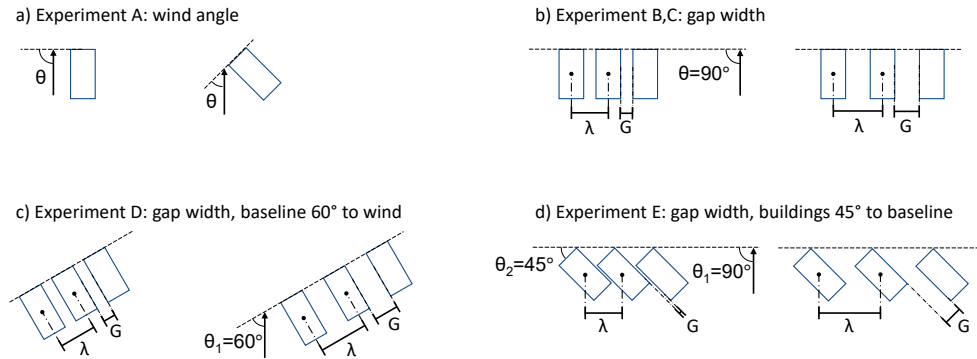 a) Experiment A: wind angle
θ
θ
b) Experiment B,C: gap width
θ=90°
λ
G
λ
G
c) Experiment D: gap width, baseline 60° to wind
λ
G
θ1=60°
λ
G
d) Experiment E: gap width, buildings 45° to baseline
θ2=45°
θ1=90°
λ
G
λ
G